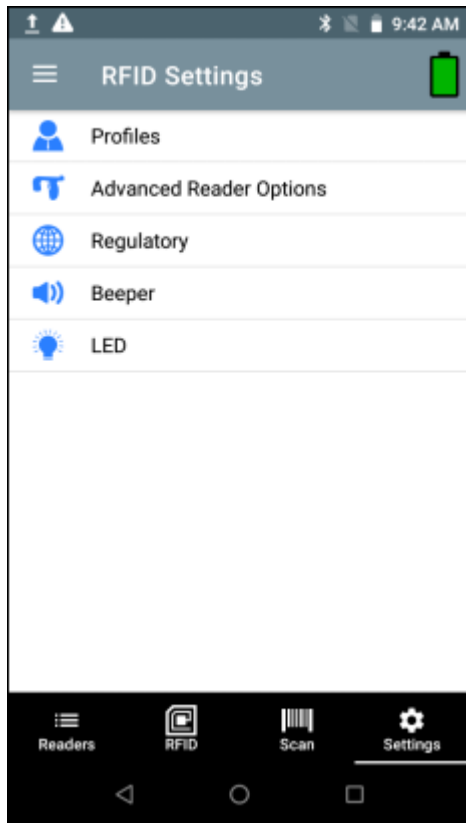 9:42 AM
RFID Settings
Profiles
Advanced Reader Options
Regulatory
Beeper
LED
Readers
RFID
Scan
Settings